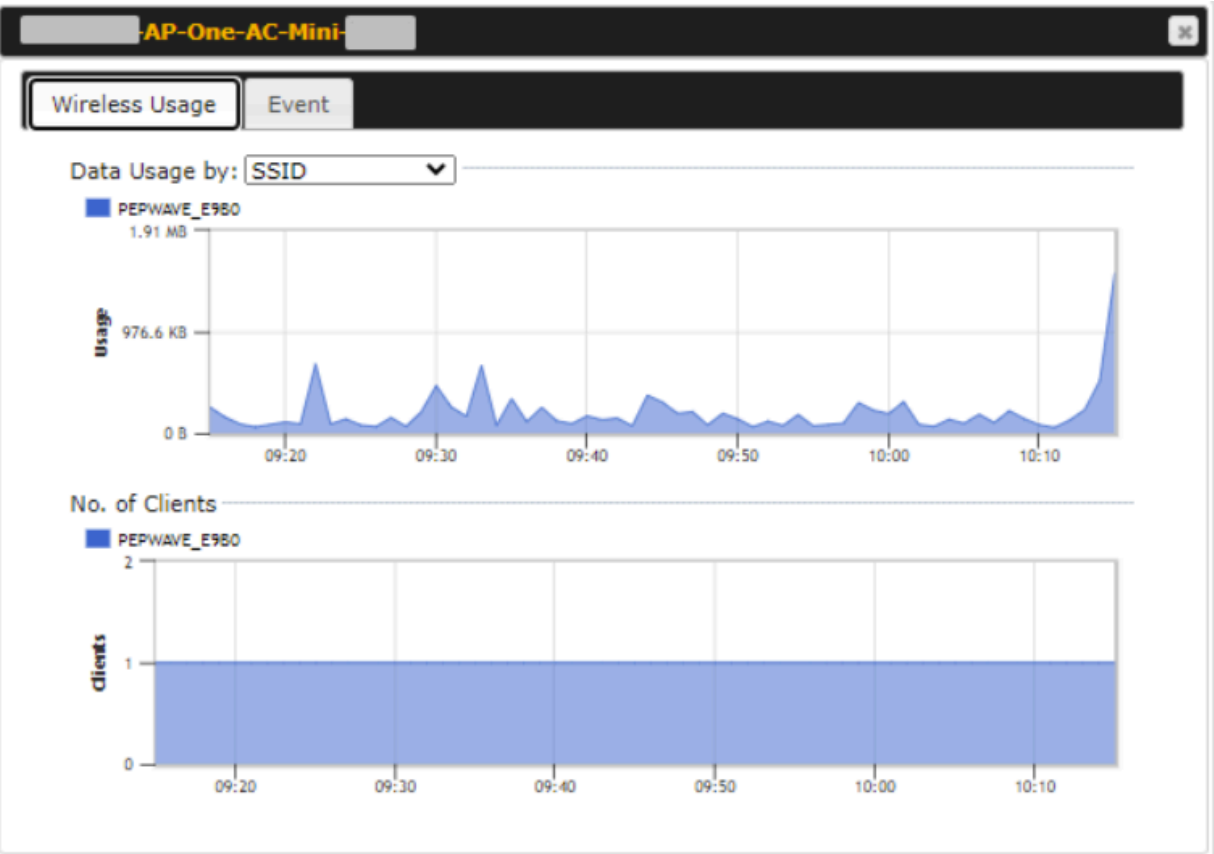 -AP-One-AC-Mini-
Wireless Usage Event
Data Usage by: SSID
PEPWAVE_E9B0
1.91 MB
Usage
976.6 KB
0 B
09:20 09:30 09:40 09:50 10:00 10:10
No. of Clients
PEPWAVE_E9B0
2
Clients
1
0
09:20 09:30 09:40 09:50 10:00 10:10